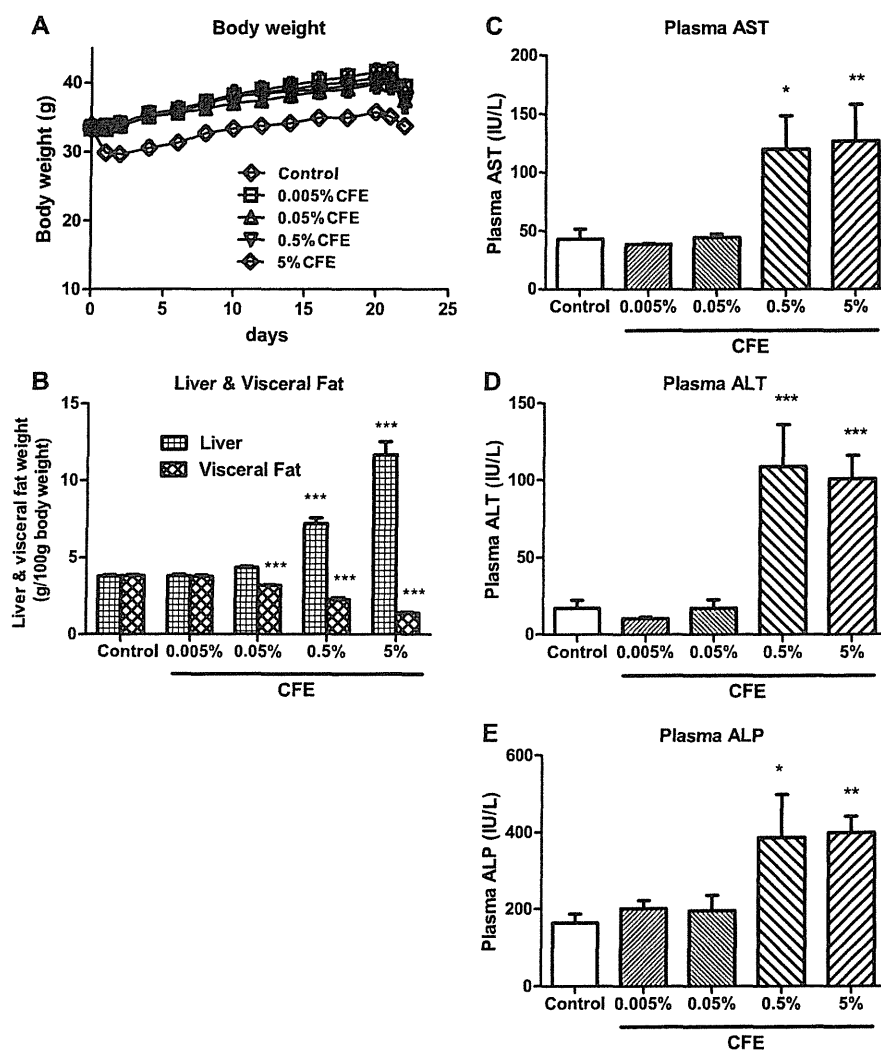 A
Body weight
Body weight (g)
40
30
20
10
0
5
10
15
20
25
days
Control
0.005%CFE
0.05%CFE
0.5%CFE
5%CFE
B
Liver & Visceral Fat
Liver & visceral fat weight
(g/100g body weight)
15
10
5
0
Liver
Visceral Fat
***
***
***
***
***
Control
0.005%
0.05%
0.5%
5%
CFE
C
Plasma AST
Plasma AST (IU/L)
200
150
100
50
0
*
**
Control
0.005%
0.05%
0.5%
5%
CFE
D
Plasma ALT
Plasma ALT (IU/L)
150
100
50
0
***
***
Control
0.005%
0.05%
0.5%
5%
CFE
E
Plasma ALP
Plasma ALP (IU/L)
600
400
200
0
*
**
Control
0.005%
0.05%
0.5%
5%
CFE